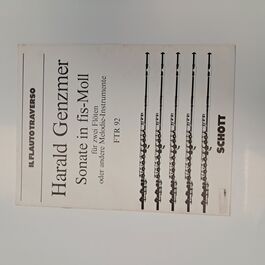 IL FLAUTO TRAVERSO
Harald Genzmer
Sonate in fis-Moll
für zwei Flöten
oder andere Melodie-Instrumente
FTR 92
SCHOTT